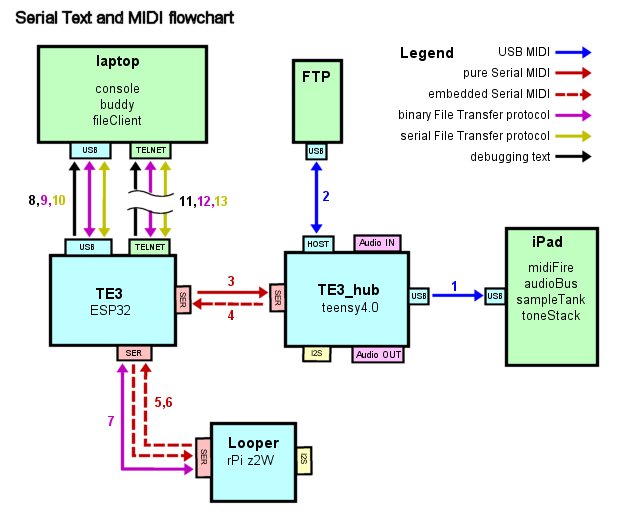 Serial Text and MIDI flowchart
laptop
console
buddy
fileClient
USB
TELNET
FTP
USB
Legend
USB MIDI
pure Serial MIDI
embedded Serial MIDI
binary File Transfer protocol
serial File Transfer protocol
debugging text
8,9,10
11,12,13
2
USB
TELNET
TE3
ESP32
SER
SER
3
4
HOST
Audio IN
SER
TE3_hub
teensy4.0
USB
I2S
Audio OUT
1
USB
iPad
midiFire
audioBus
sampleTank
toneStack
7
5,6
SER
Looper
rPi z2W
I2S